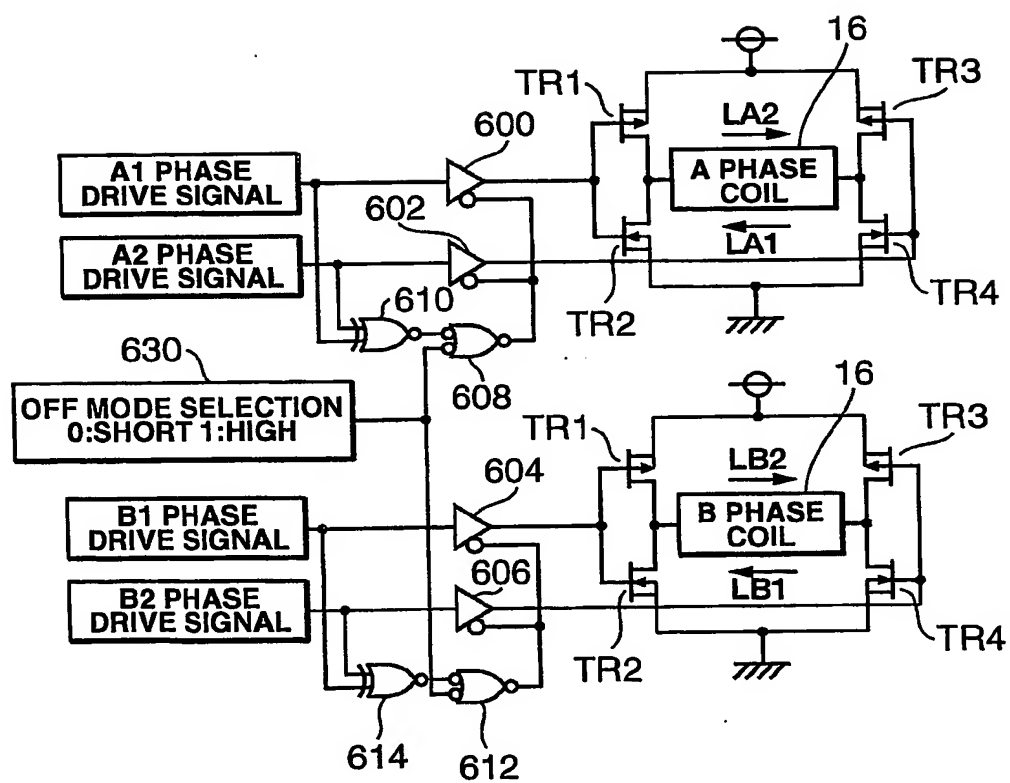 16
TR1
TR3
LA2
600
A1 PHASE
DRIVE SIGNAL
A PHASE
COIL
602
A2 PHASE
DRIVE SIGNAL
LA1
610
TR2
TR4
630
608
16
OFF MODE SELECTION
0:SHORT 1:HIGH
TR1
TR3
LB2
604
B1 PHASE
DRIVE SIGNAL
B PHASE
COIL
606
B2 PHASE
DRIVE SIGNAL
LB1
TR2
TR4
614
612